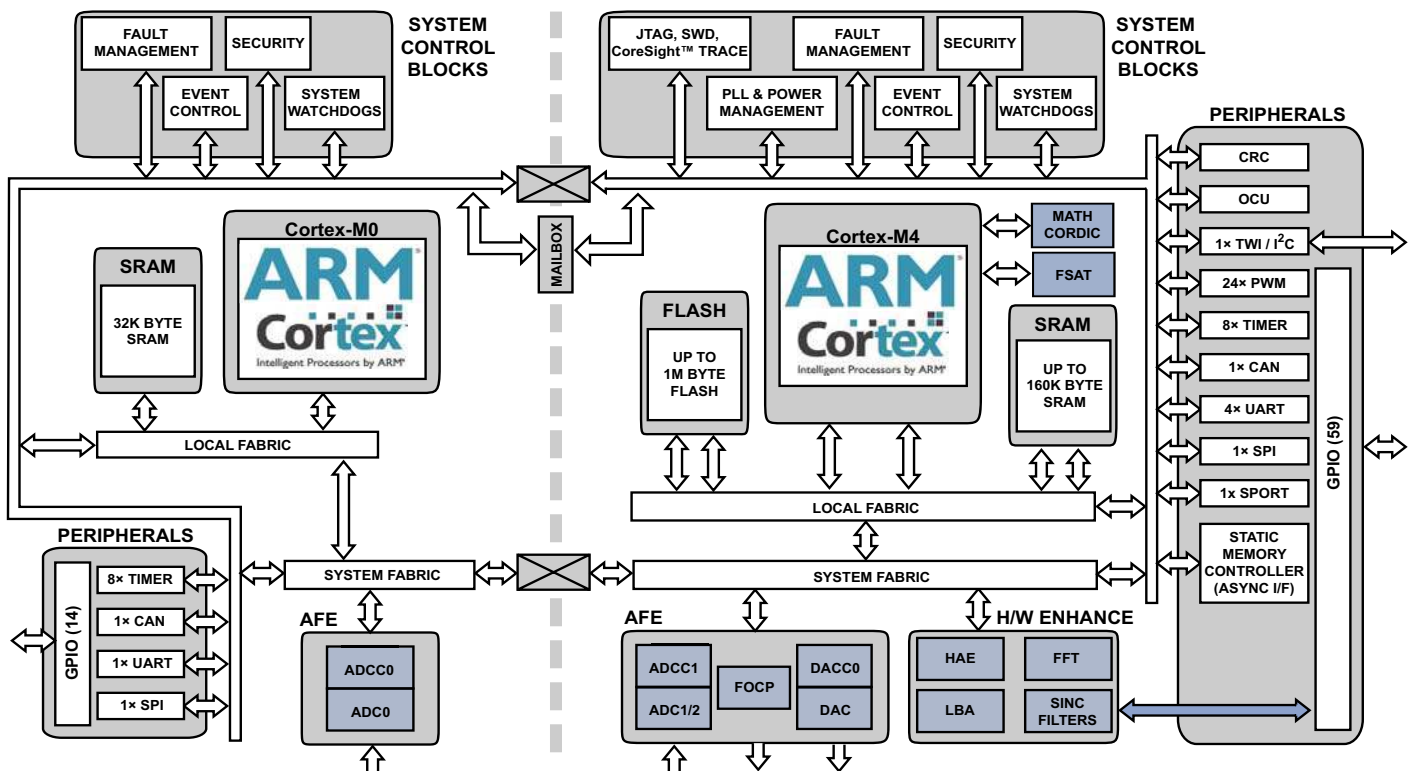 FAULT
MANAGEMENT
SECURITY
EVENT
CONTROL
SYSTEM
WATCHDOGS
SYSTEM
CONTROL
BLOCKS
JTAG, SWD,
CoreSight™ TRACE
FAULT
MANAGEMENT
SECURITY
PLL & POWER
MANAGEMENT
EVENT
CONTROL
SYSTEM
WATCHDOGS
SYSTEM
CONTROL
BLOCKS
SRAM
32K BYTE
SRAM
Cortex-M0
ARM
Cortex
Intelligent Processors by ARM®
MAILBOX
FLASH
UP TO
1M BYTE
FLASH
Cortex-M4
ARM
Cortex
Intelligent Processors by ARM®
MATH
CORDIC
FSAT
SRAM
UP TO
160K BYTE
SRAM
PERIPHERALS
CRC
OCU
1× TWI / I²C
24× PWM
8× TIMER
1× CAN
4× UART
1× SPI
1x SPORT
STATIC
MEMORY
CONTROLLER
(ASYNC I/F)
GPIO (59)
LOCAL FABRIC
LOCAL FABRIC
SYSTEM FABRIC
SYSTEM FABRIC
PERIPHERALS
GPIO (14)
8× TIMER
1× CAN
1× UART
1× SPI
AFE
ADCC0
ADC0
AFE
ADCC1
ADC1/2
FOCP
DACC0
DAC
H/W ENHANCE
HAE
FFT
LBA
SINC
FILTERS